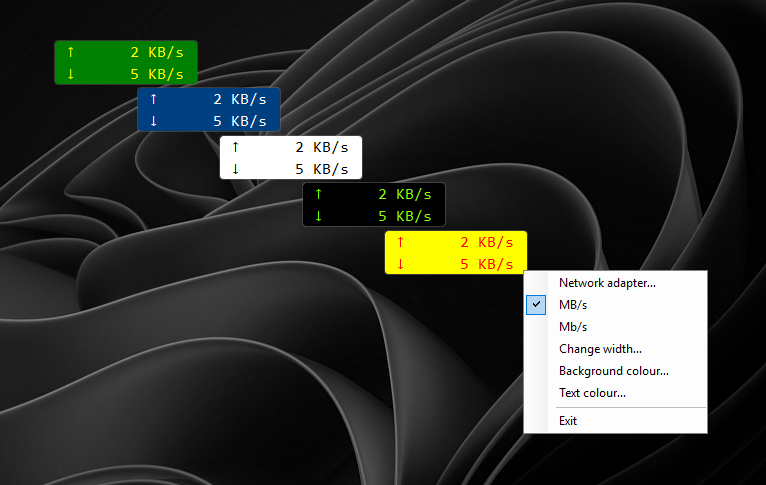 ↑ 2 KB/s
↓ 5 KB/s
↑ 2 KB/s
↓ 5 KB/s
↑ 2 KB/s
↓ 5 KB/s
↑ 2 KB/s
↓ 5 KB/s
↑ 2 KB/s
↓ 5 KB/s
Network adapter...
MB/s
Mb/s
Change width...
Background colour...
Text colour...
Exit